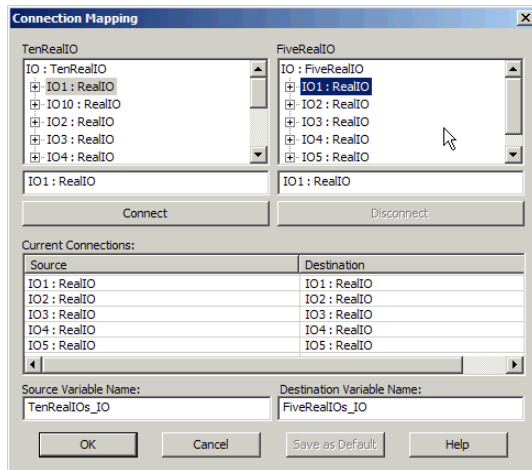 Connection Mapping
TenRealIO
FiveRealIO
IO : TenRealIO
IO1 : RealIO
IO10 : RealIO
IO2 : RealIO
IO3 : RealIO
IO4 : RealIO
IO : FiveRealIO
IO1 : RealIO
IO2 : RealIO
IO3 : RealIO
IO4 : RealIO
IO5 : RealIO
IO1 : RealIO
IO1 : RealIO
Connect
Disconnect
Current Connections:
Source Destination
IO1 : RealIO IO1 : RealIO
IO2 : RealIO IO2 : RealIO
IO3 : RealIO IO3 : RealIO
IO4 : RealIO IO4 : RealIO
IO5 : RealIO IO5 : RealIO
Source Variable Name:
Destination Variable Name:
TenRealIOs_IO
FiveRealIOs_IO
OK
Cancel
Save as Default
Help